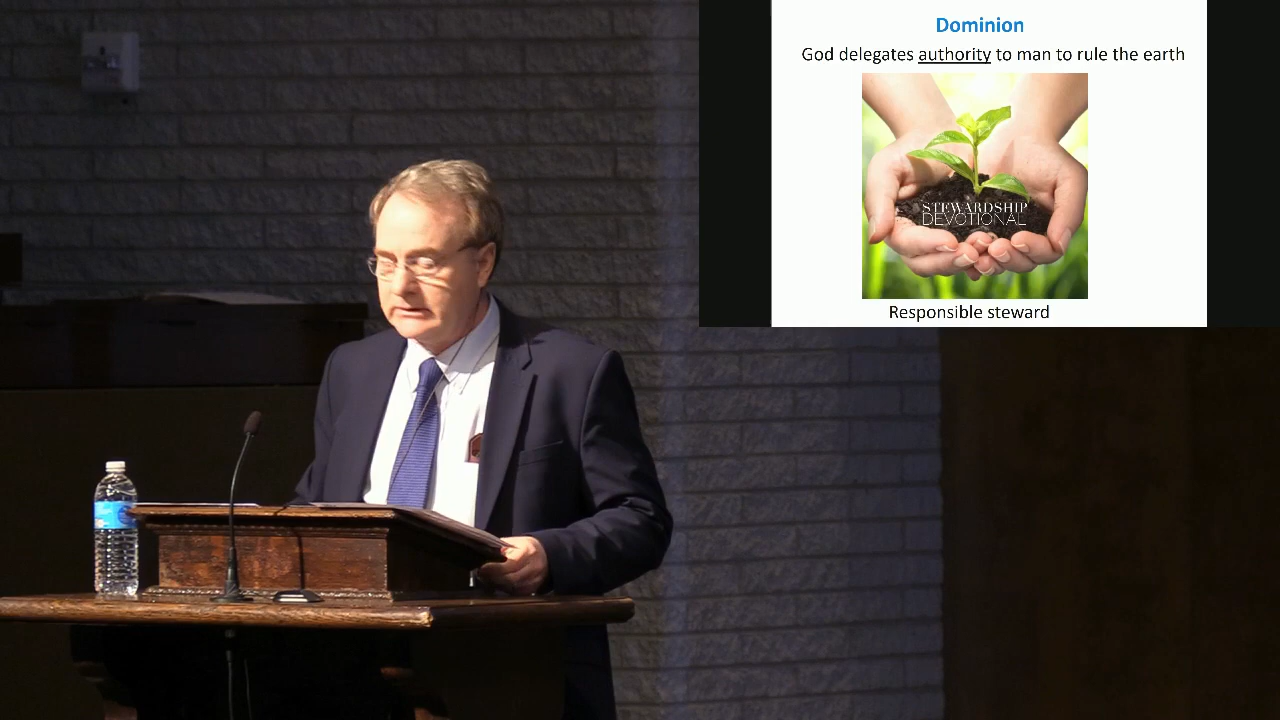 Dominion
God delegates authority to man to rule the earth
STEWARDSHIP
DEVOTIONAL
Responsible steward